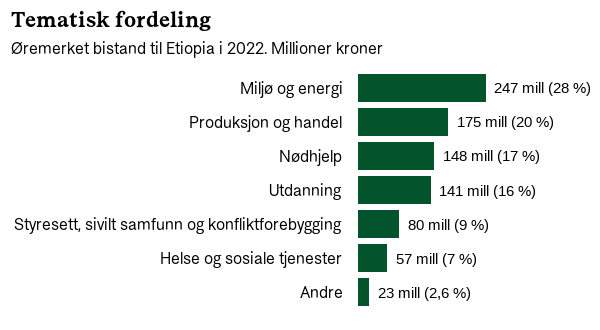 Tematisk fordeling
Øremerket bistand til Etiopia i 2022. Millioner kroner
Miljø og energi 247 mill (28 %)
Produksjon og handel 175 mill (20 %)
Nødhjelp 148 mill (17 %)
Utdanning 141 mill (16 %)
Styresett, sivilt samfunn og konfliktforebygging 80 mill (9 %)
Helse og sosiale tjenester 57 mill (7 %)
Andre 23 mill (2,6 %)